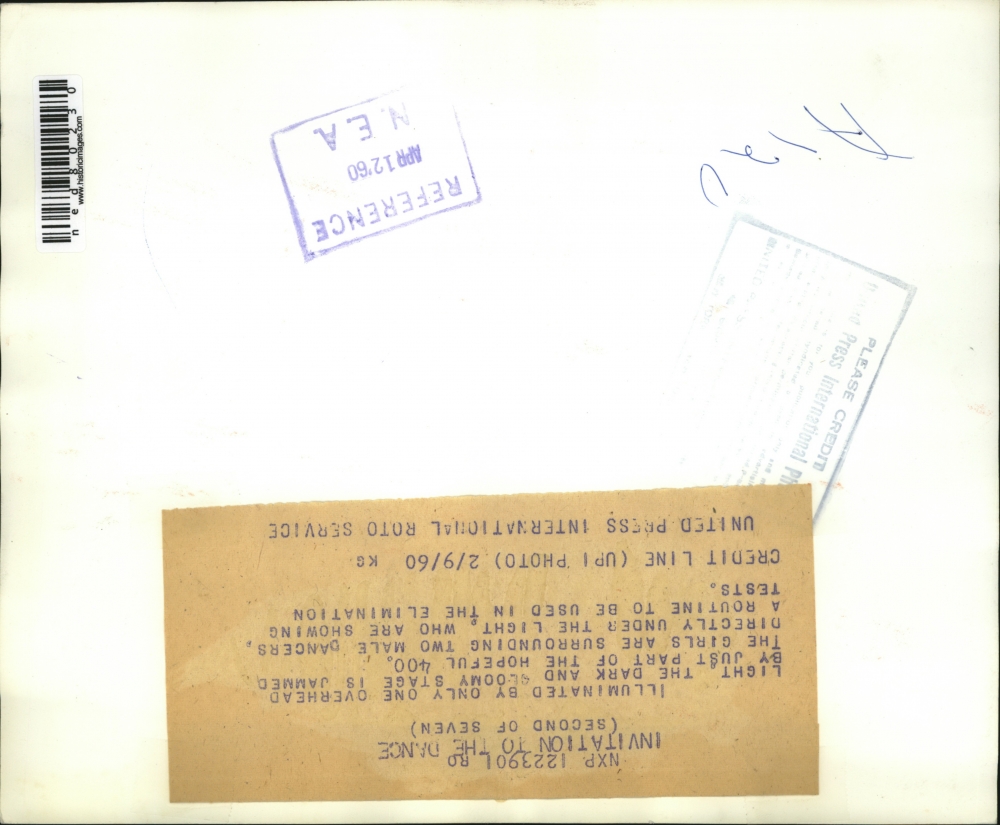 NXP 1223901 RO
INVITATION TO THE DANCE
(SECOND OF SEVEN)
ILLUMINATED BY ONLY ONE OVERHEAD
LIGHT, THE DARK AND GLOOMY STAGE IS JAMMED
BY JUST PART OF THE HOPEFUL 400.
THE GIRLS ARE SURROUNDING TWO MALE DANCERS,
DIRECTLY UNDER THE LIGHT, WHO ARE SHOWING
A ROUTINE TO BE USED IN THE ELIMINATION
TESTS.
CREDIT LINE (UPI PHOTO) 2/9/60 KG
UNITED PRESS INTERNATIONAL ROTO SERVICE
PLEASE CREDIT
Press International
REFERENCE
APR 12'60
N.E.A.
ned80230
www.historicimages.com